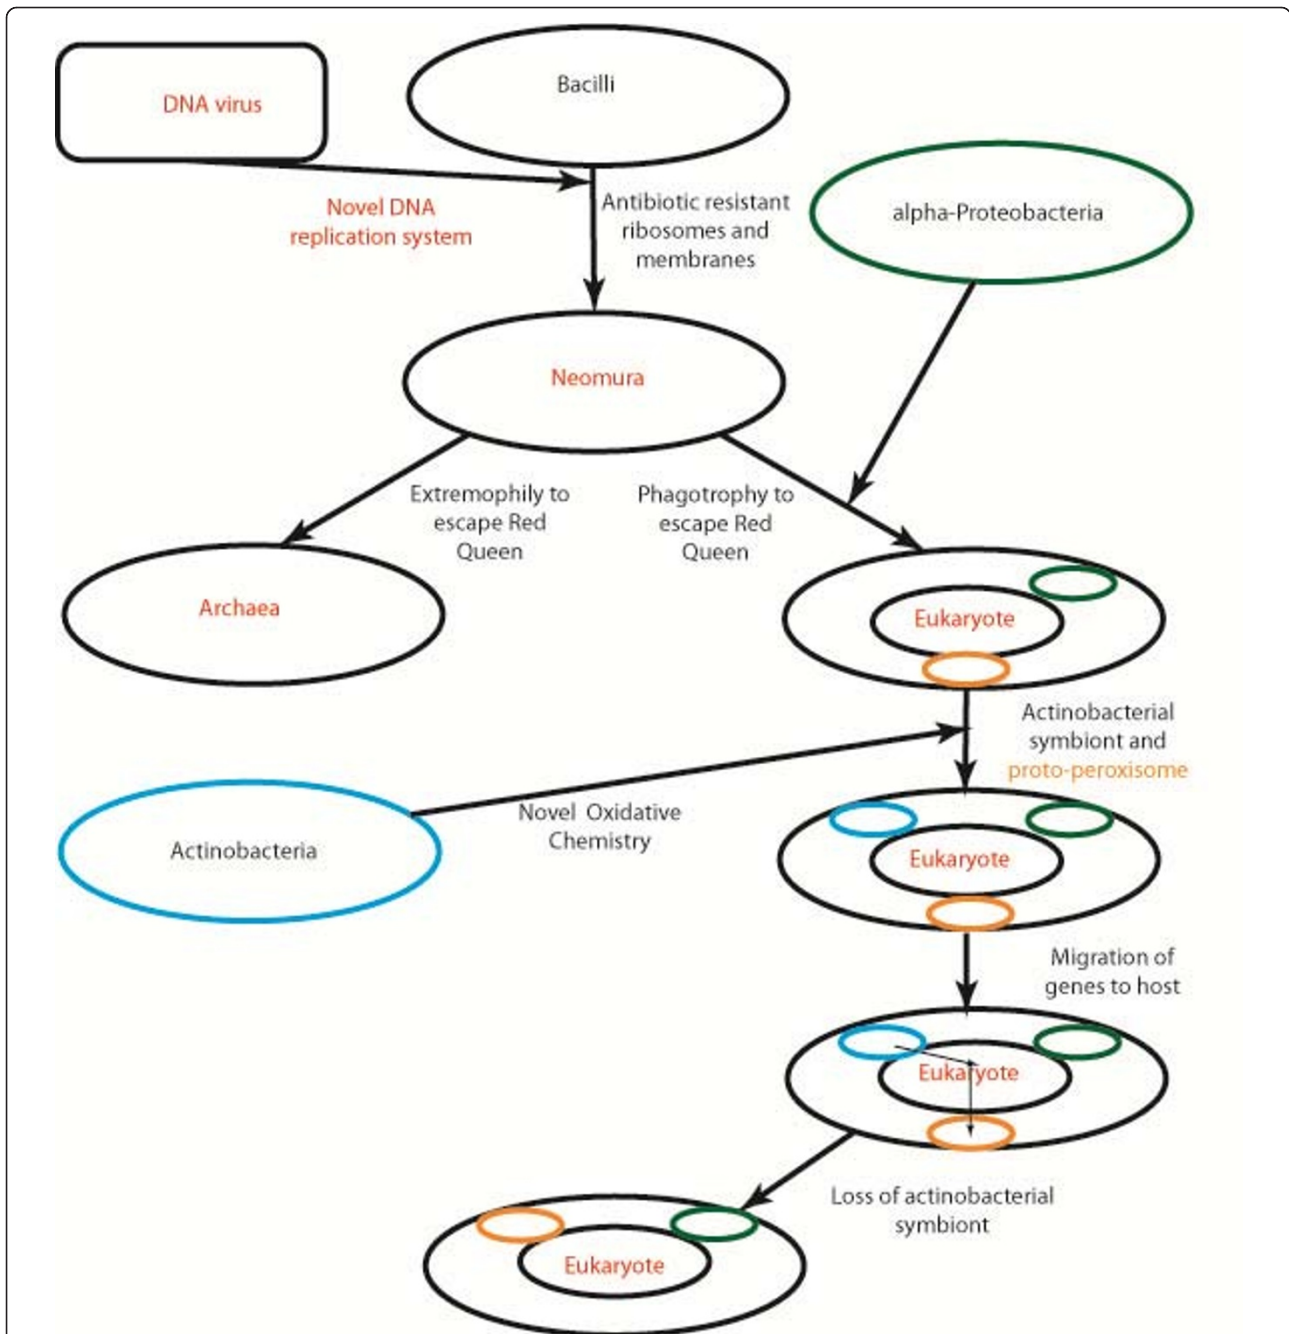 DNA virus
Bacilli
alpha-Proteobacteria
Novel DNA
replication system
Antibiotic resistant
ribosomes and
membranes
Neomura
Extremophily to
escape Red
Queen
Phagotrophy to
escape Red
Queen
Archaea
Eukaryote
Actinobacterial
symbiont and
proto-peroxisome
Actinobacteria
Novel Oxidative
Chemistry
Eukaryote
Migration of
genes to host
Eukaryote
Loss of actinobacterial
symbiont
Eukaryote